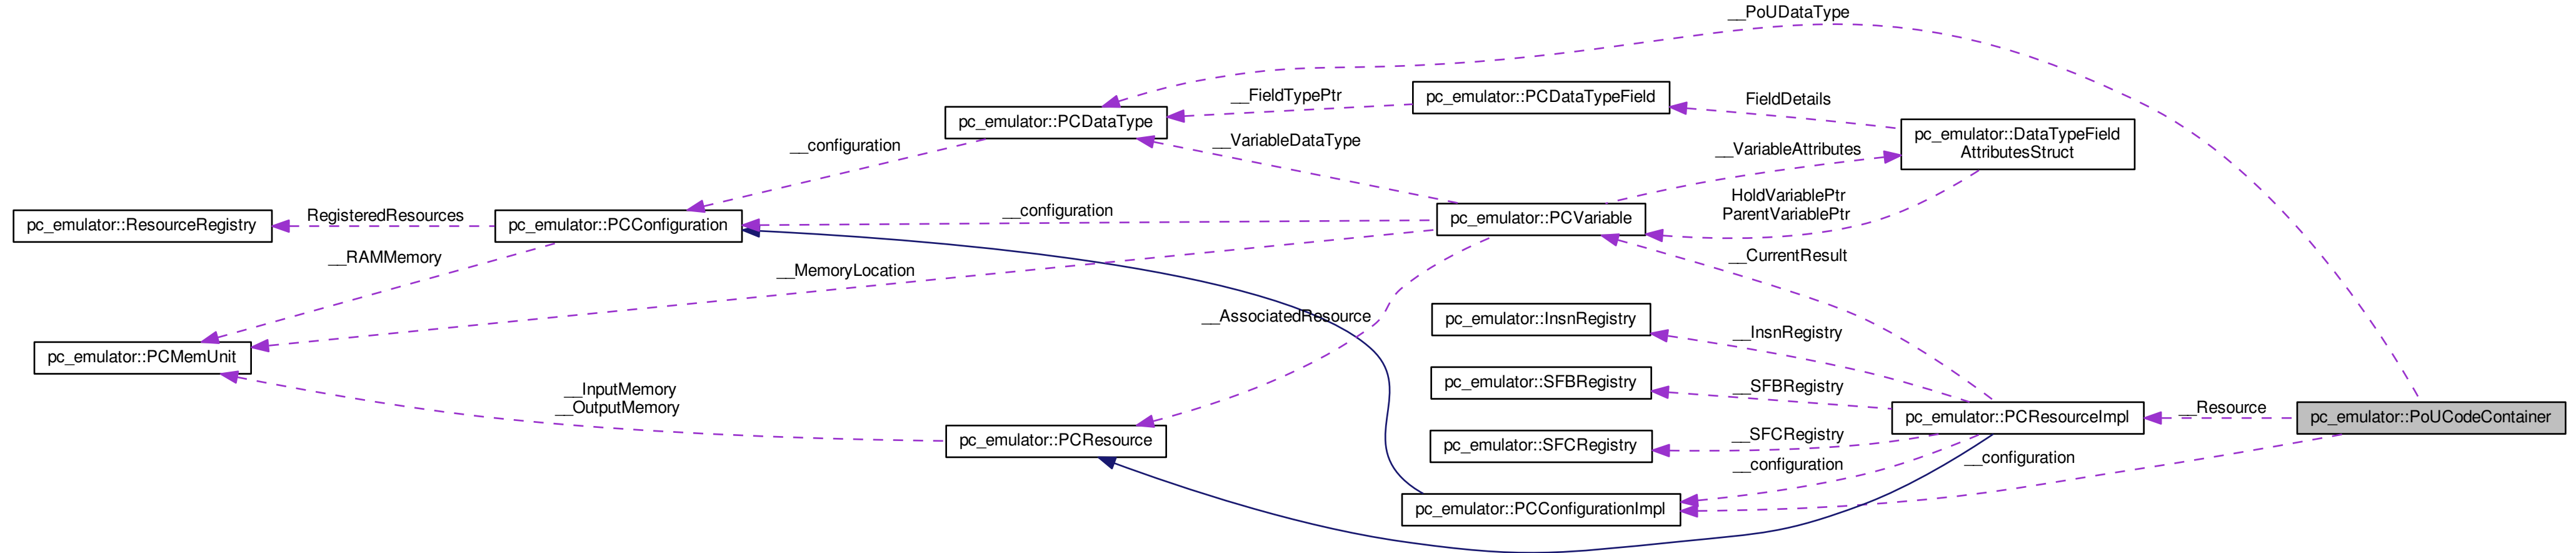 __PoUDataType
pc_emulator::PCDataTypeField
__FieldTypePtr
FieldDetails
pc_emulator::PCDataType
pc_emulator::DataTypeField
AttributesStruct
__configuration
__VariableDataType
__VariableAttributes
HoldVariablePtr
ParentVariablePtr
pc_emulator::ResourceRegistry
RegisteredResources
pc_emulator::PCConfiguration
__configuration
pc_emulator::PCVariable
__RAMMemory
__MemoryLocation
__CurrentResult
__AssociatedResource
pc_emulator::InsnRegistry
__InsnRegistry
pc_emulator::PCMemUnit
__InputMemory
__OutputMemory
pc_emulator::SFBRegistry
__SFBRegistry
pc_emulator::PCResourceImpl
__Resource
pc_emulator::PoUCodeContainer
pc_emulator::PCResource
pc_emulator::SFCRegistry
__SFCRegistry
__configuration
__configuration
pc_emulator::PCConfigurationImpl